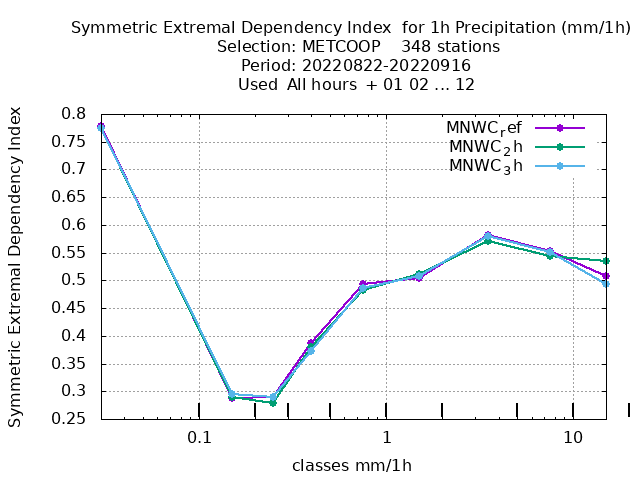 Symmetric Extremal Dependency Index  for 1h Precipitation (mm/1h)
Selection: METCOOP    348 stations
Period: 20220822-20220916
Used  All hours  + 01 02 ... 12
Symmetric Extremal Dependency Index
0.8
0.75
0.7
0.65
0.6
0.55
0.5
0.45
0.4
0.35
0.3
0.25
MNWCref
MNWC2h
MNWC3h
0.1 1 10
classes mm/1h